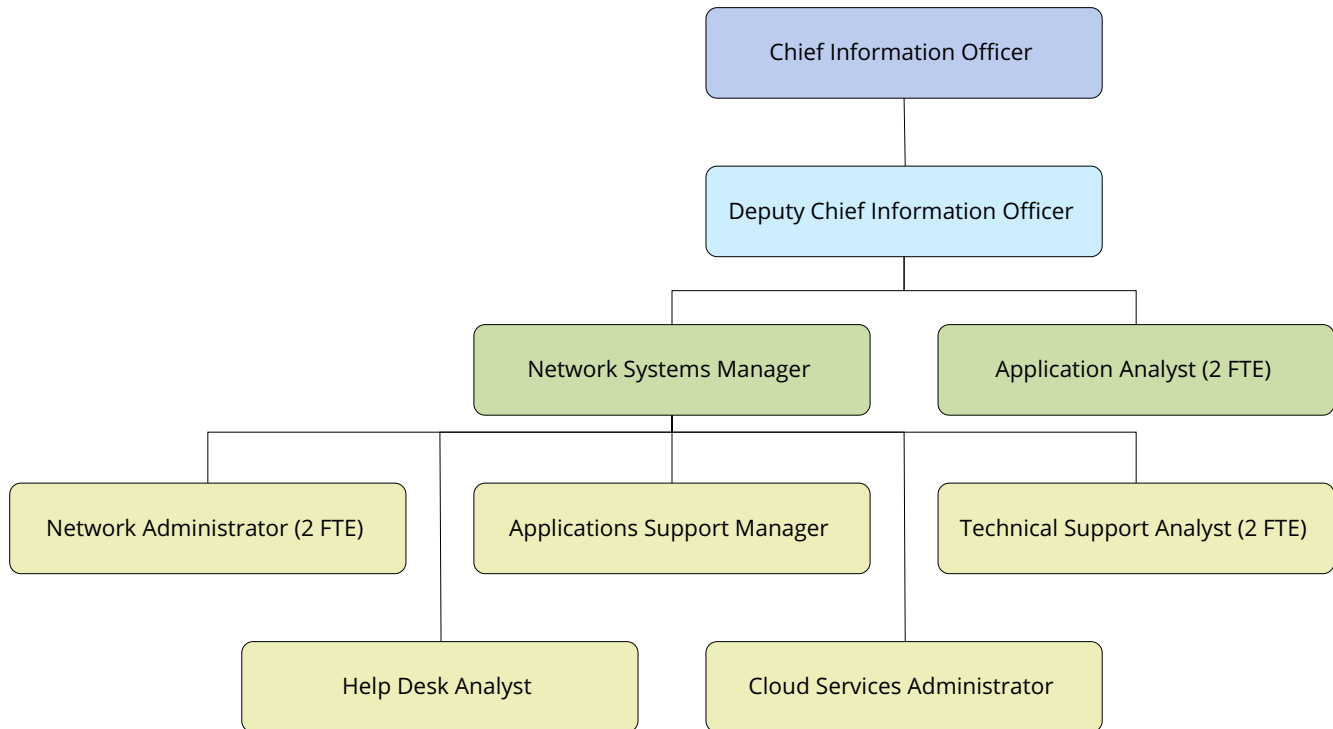 Chief Information Officer
Deputy Chief Information Officer
Network Systems Manager
Application Analyst (2 FTE)
Network Administrator (2 FTE)
Applications Support Manager
Technical Support Analyst (2 FTE)
Help Desk Analyst
Cloud Services Administrator